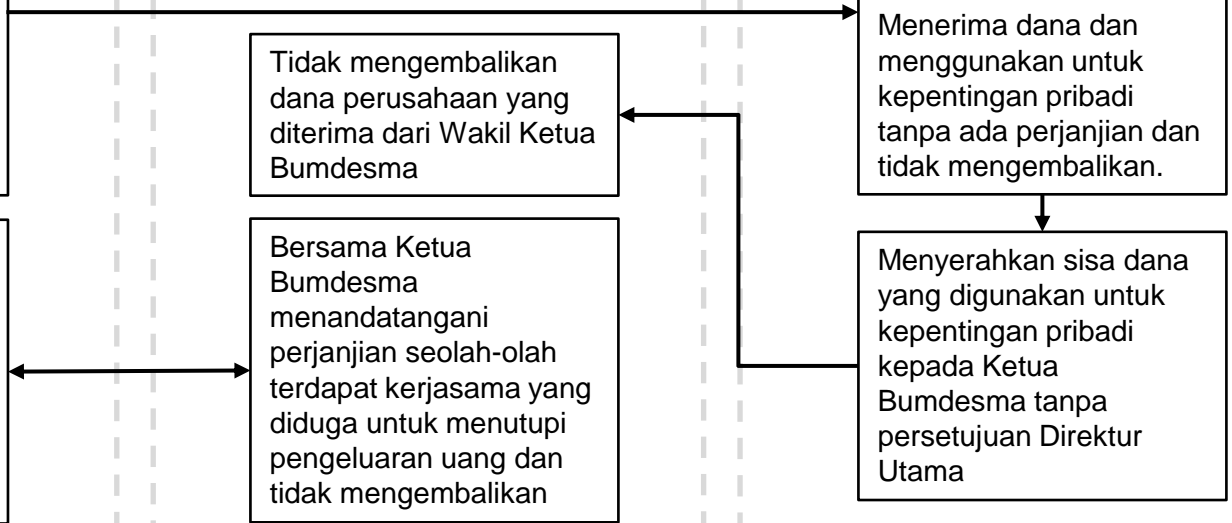 Tidak mengembalikan
dana perusahaan yang
diterima dari Wakil Ketua
Bumdesma
Bersama Ketua
Bumdesma
menandatangani
perjanjian seolah-olah
terdapat kerjasama yang
diduga untuk menutupi
pengeluaran uang dan
tidak mengembalikan
Menerima dana dan
menggunakan untuk
kepentingan pribadi
tanpa ada perjanjian dan
tidak mengembalikan.
Menyerahkan sisa dana
yang digunakan untuk
kepentingan pribadi
kepada Ketua
Bumdesma tanpa
persetujuan Direktur
Utama